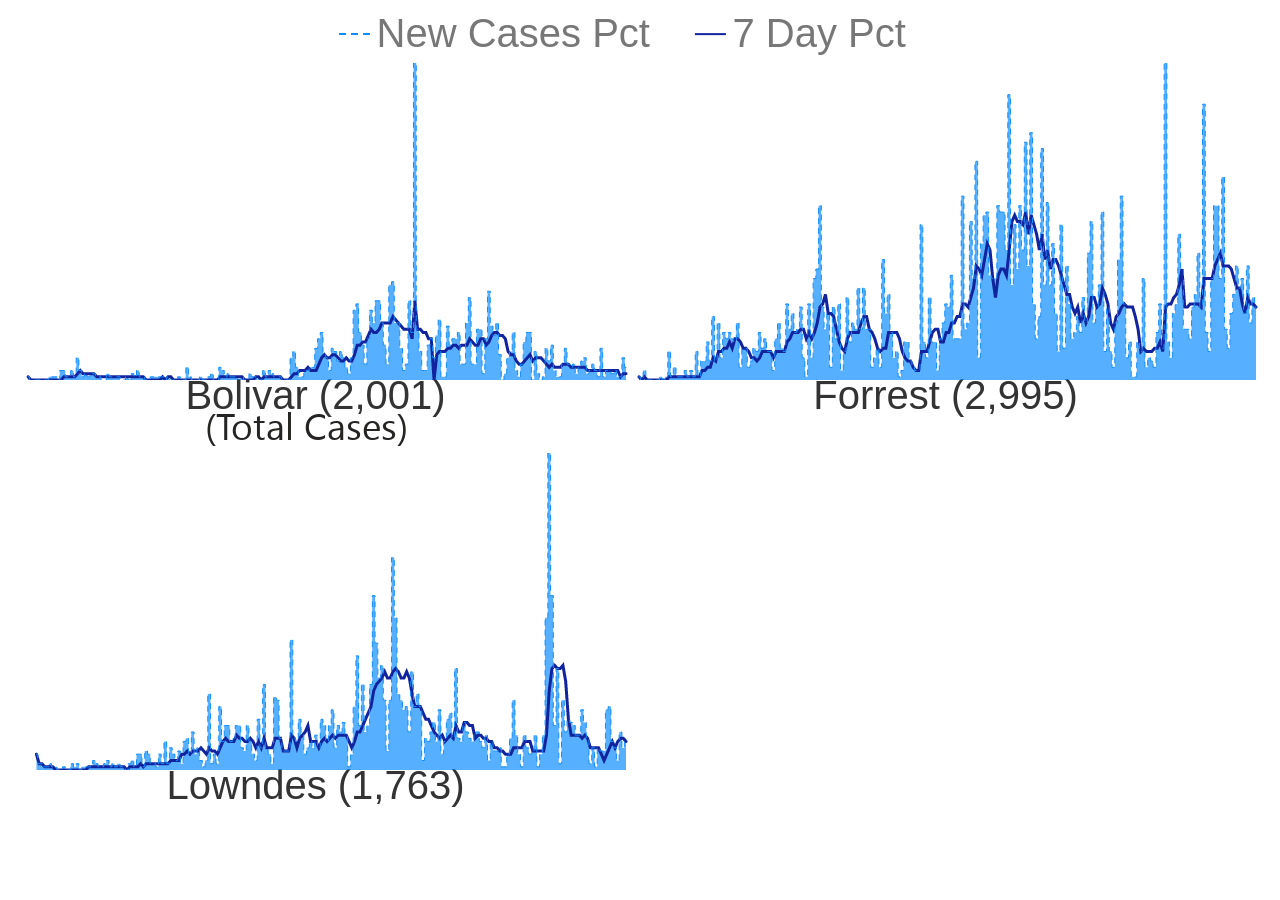 New Cases Pct 7 Day Pct
Bolivar (2,001) Forrest (2,995)
(Total Cases)
Lowndes (1,763)